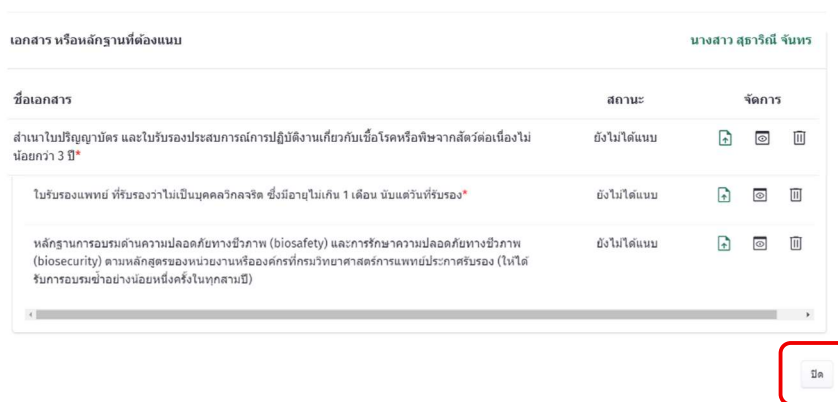 เอกสาร หรือหลักฐานที่ต้องแนบ นางสาว สุธาริณี จันทร
ชื่อเอกสาร สถานะ จัดการ
สำเนาใบปริญญาบัตร และใบรับรองประสบการณ์การปฏิบัติงานเกี่ยวกับเชื้อโรคหรือพิษจากสัตว์ต่อเนื่องไม่ ยังไม่ได้แนบ
น้อยกว่า 3 ปี*
ใบรับรองแพทย์ ที่รับรองว่าไม่เป็นบุคคลวิกลจริต ซึ่งมีอายุไม่เกิน 1 เดือน นับแต่วันที่รับรอง* ยังไม่ได้แนบ
หลักฐานการอบรมด้านความปลอดภัยทางชีวภาพ (biosafety) และการรักษาความปลอดภัยทางชีวภาพ ยังไม่ได้แนบ
(biosecurity) ตามหลักสูตรของหน่วยงานหรือองค์กรที่กรมวิทยาศาสตร์การแพทย์ประกาศรับรอง (ให้ได้
รับการอบรมซ้ำอย่างน้อยหนึ่งครั้งในทุกสามปี)
ปิด